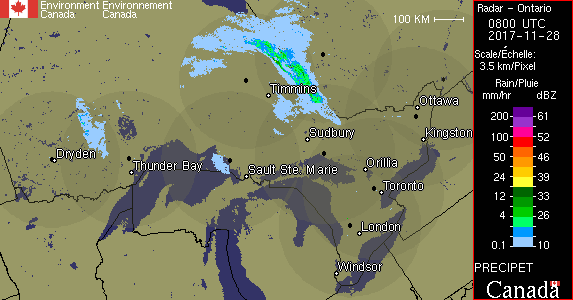 Environment Environnement
Canada Canada
100 KM
Timmins
Ottawa
Sudbury
Kingston
Dryden
Thunder Bay
Sault Ste. Marie
Orillia
Toronto
London
Windsor
Radar - Ontario
0800 UTC
2017-11-28
Scale/Échelle:
3.5 km/Pixel
Rain/Pluie
mm/hr dBZ
200 61
100 52
50 46
24 39
12 33
4 26
0.1 10
PRECIPET
Canada